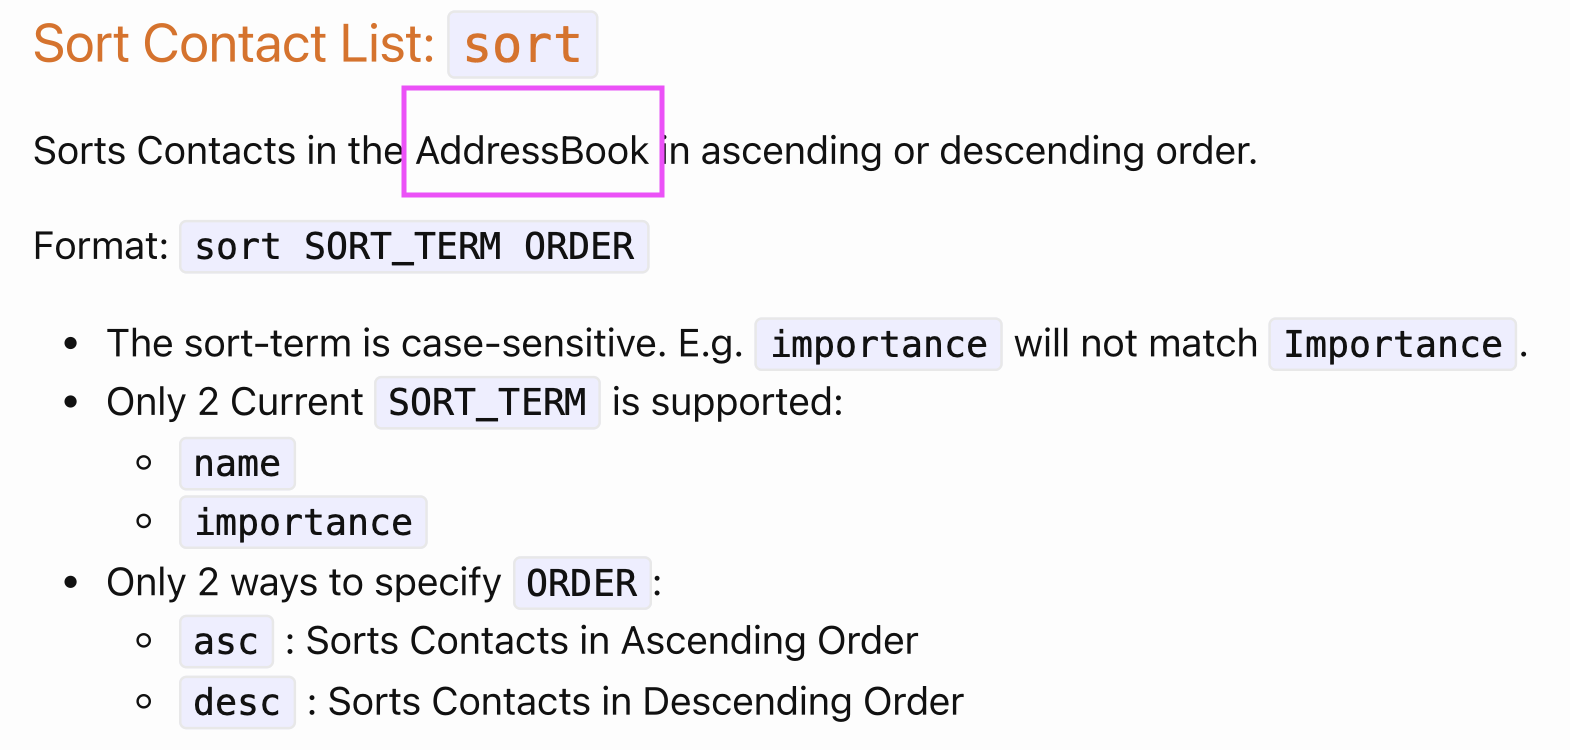 Sort Contact List: sort
Sorts Contacts in the AddressBook in ascending or descending order.
Format: sort SORT_TERM ORDER
• The sort-term is case-sensitive. E.g. importance will not match Importance.
• Only 2 Current SORT_TERM is supported:
◦ name
◦ importance
• Only 2 ways to specify ORDER:
◦ asc : Sorts Contacts in Ascending Order
◦ desc : Sorts Contacts in Descending Order